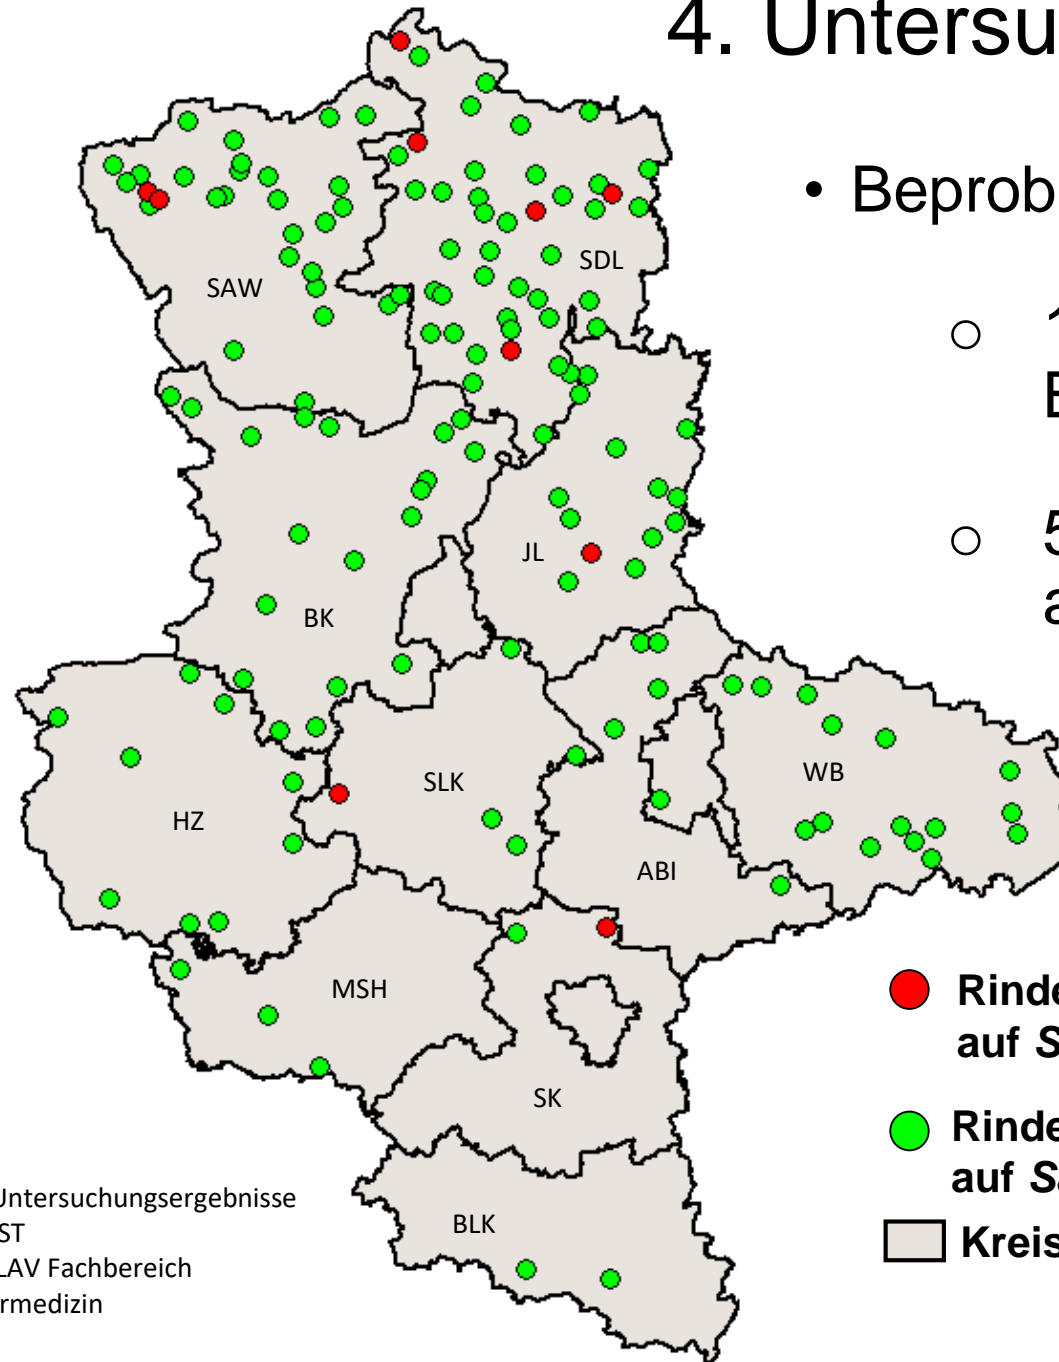 4. Untersu
• Beprob
SAW
SDL
JL
BK
HZ
SLK
WB
ABI
MSH
SK
BLK
Rinde
auf S
Rinde
auf Sa
Kreis
Untersuchungsergebnisse
ST
LAV Fachbereich
rmedizin